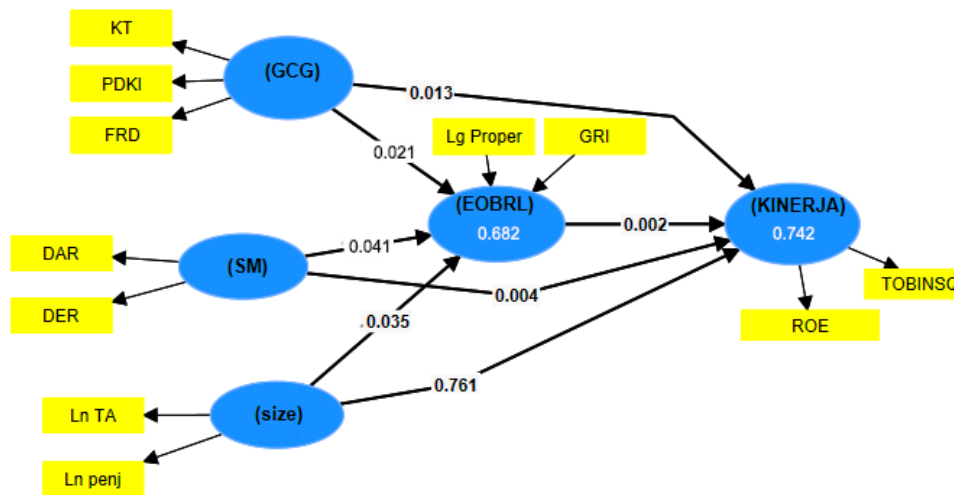 KT
(GCG)
PDKI
0.013
FRD
Lg Proper
GRI
0.021
(EOBRL)
0.682
0.002
(KINERJA)
0.742
DAR
0.041
(SM)
TOBINSQ
DER
0.004
ROE
0.035
0.761
Ln TA
(size)
Ln penj